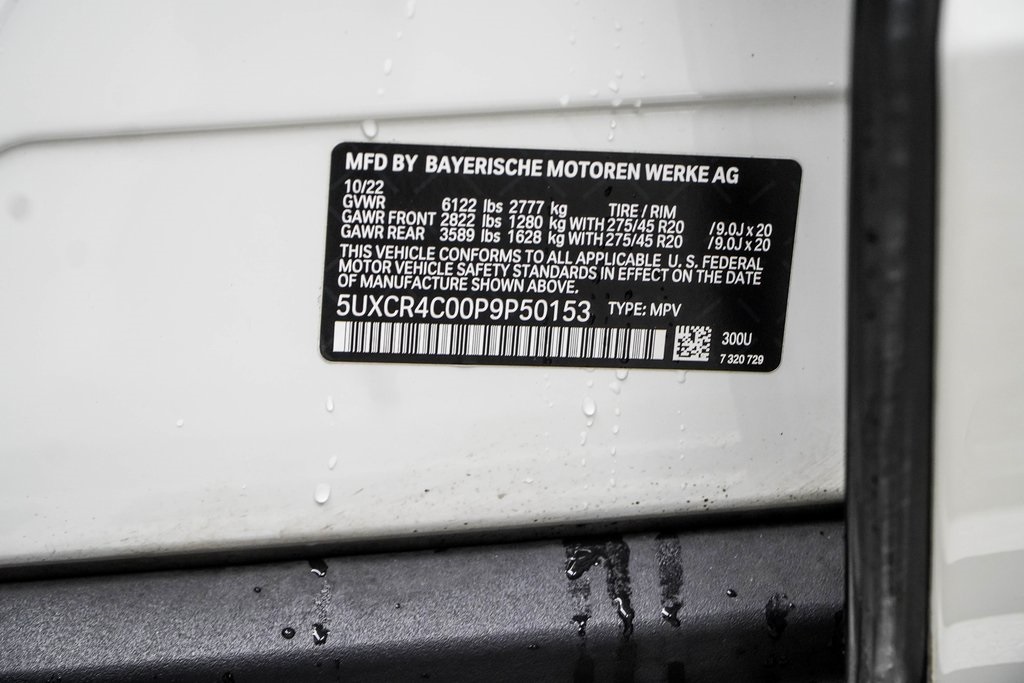 MFD BY BAYERISCHE MOTOREN WERKE AG
10/22
GVWR 6122 lbs 2777 kg TIRE / RIM
GAWR FRONT 2822 lbs 1280 kg WITH 275/45 R20 /9.0J x 20
GAWR REAR 3589 lbs 1628 kg WITH 275/45 R20 /9.0J x 20
THIS VEHICLE CONFORMS TO ALL APPLICABLE U. S. FEDERAL
MOTOR VEHICLE SAFETY STANDARDS IN EFFECT ON THE DATE
OF MANUFACTURE SHOWN ABOVE.
5UXCR4C00P9P50153 TYPE: MPV
300U
7 320 729